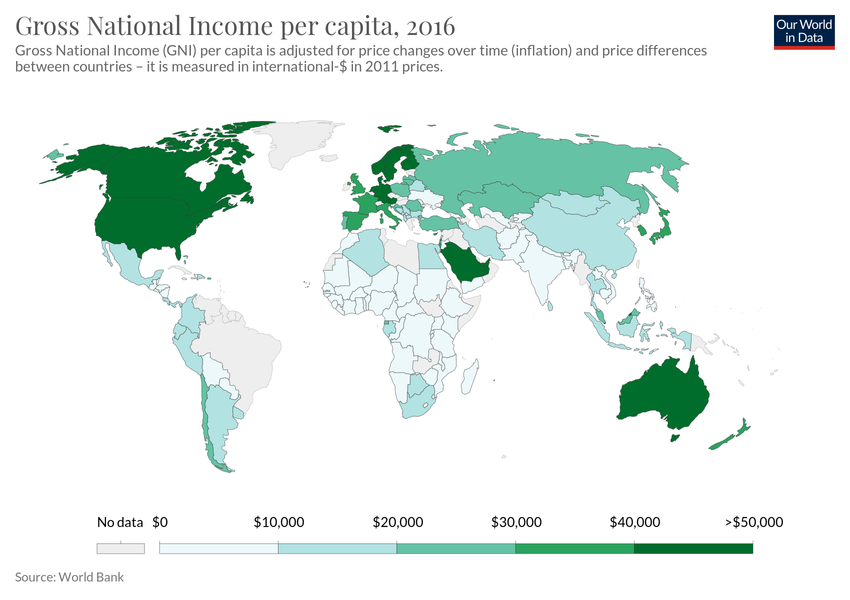 Gross National Income per capita, 2016
Our World
in Data
Gross National Income (GNI) per capita is adjusted for price changes over time (inflation) and price differences
between countries – it is measured in international-$ in 2011 prices.
No data $0 $10,000 $20,000 $30,000 $40,000 >$50,000
Source: World Bank